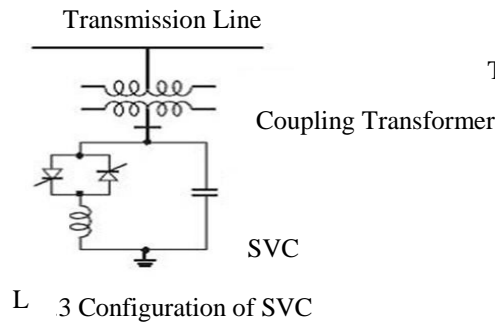 Transmission Line
T
Coupling Transformer
SVC
L .3 Configuration of SVC